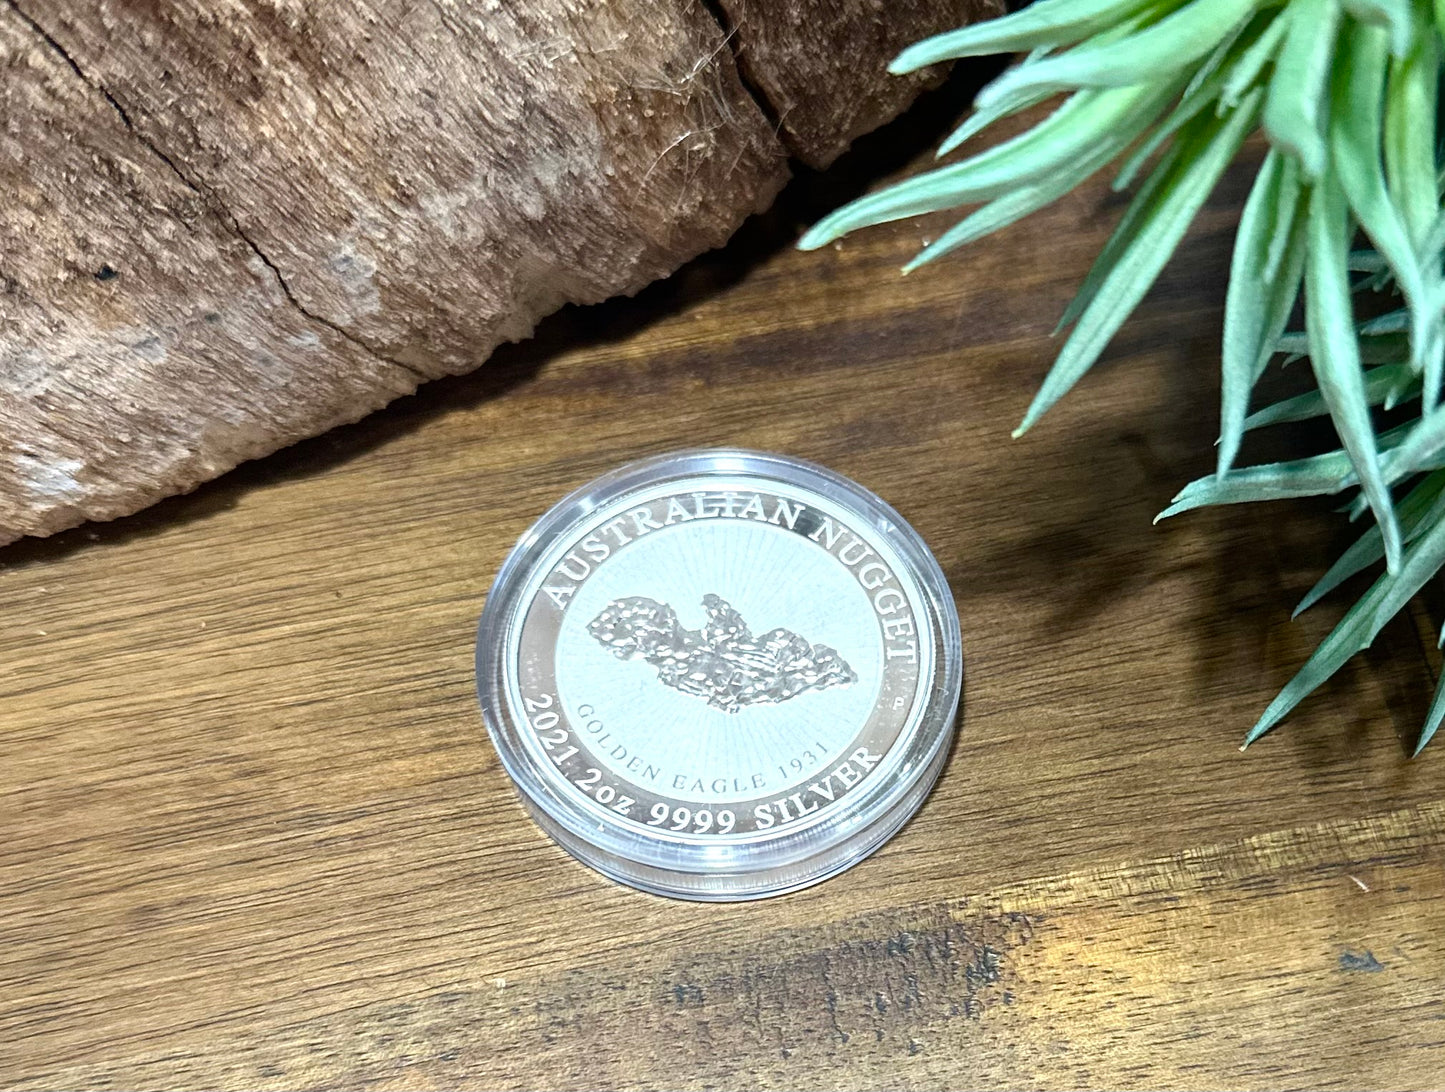 AUSTRALIAN NUGGET
P
GOLDEN EAGLE 1931
2021 2oz 9999 SILVER